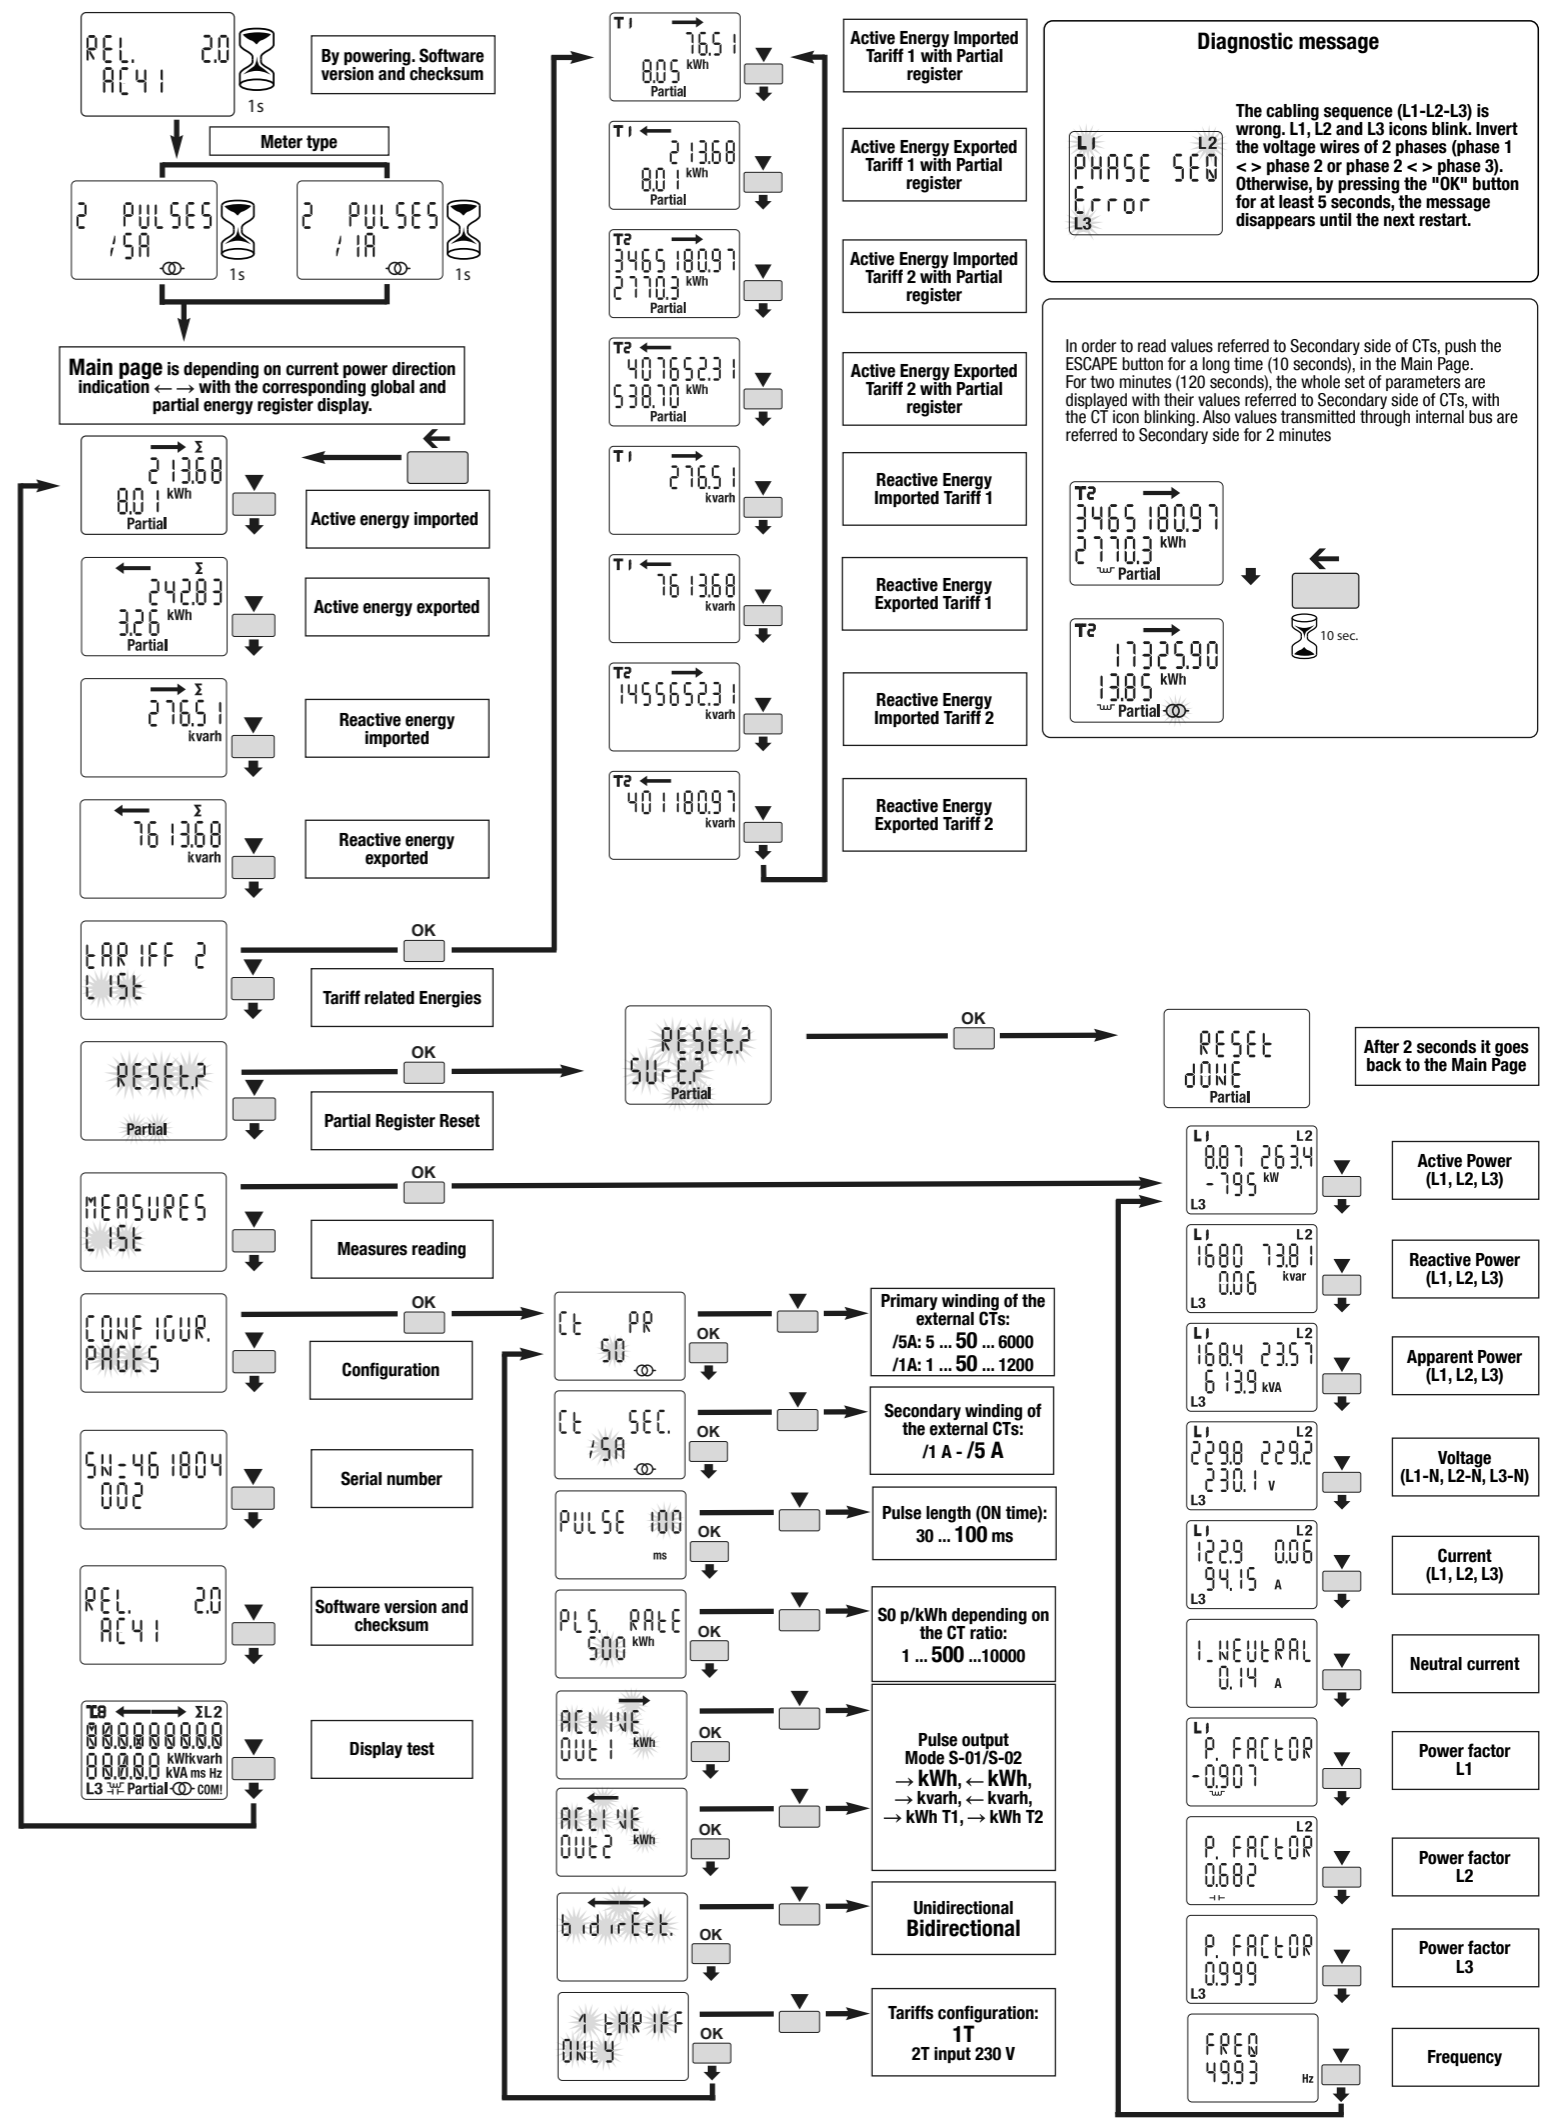 REL. 2.0
AC41
1s
By powering. Software
version and checksum
Meter type
2 PULSES
/5A
1s
2 PULSES
/1A
1s
Main page is depending on current power direction
indication ← → with the corresponding global and
partial energy register display.
→ Σ
213.68
8.01 kWh
Partial
Active energy imported
← Σ
242.83
3.26 kWh
Partial
Active energy exported
→ Σ
276.51
kvarh
Reactive energy
imported
← Σ
7613.68
kvarh
Reactive energy
exported
tARIFF 2
LISt
OK
Tariff related Energies
RESEt.?
Partial
OK
Partial Register Reset
RESEt.?
SUrE.?
Partial
OK
RESEt
dONE
Partial
After 2 seconds it goes
back to the Main Page
MEASURES
LISt
OK
Measures reading
CONFIGUR.
PAGES
OK
Configuration
SN_461804
002
Serial number
REL. 2.0
AC41
Software version and
checksum
T8 ΣL2
kWhkvarh
kVA ms Hz
L3 Partial COM!
Display test
T1 →
76.51
8.05 kWh
Partial
Active Energy Imported
Tariff 1 with Partial
register
T1 ←
213.68
8.01 kWh
Partial
Active Energy Exported
Tariff 1 with Partial
register
T2 →
3465180.97
2770.3 kWh
Partial
Active Energy Imported
Tariff 2 with Partial
register
T2 ←
407652.31
538.70 kWh
Partial
Active Energy Exported
Tariff 2 with Partial
register
T1 →
276.51
kvarh
Reactive Energy
Imported Tariff 1
T1 ←
7613.68
kvarh
Reactive Energy
Exported Tariff 1
T2 →
1455652.31
kvarh
Reactive Energy
Imported Tariff 2
T2 ←
401180.97
kvarh
Reactive Energy
Exported Tariff 2
Diagnostic message
L1 L2
PHASE SEQ
Error
L3
The cabling sequence (L1-L2-L3) is
wrong. L1, L2 and L3 icons blink. Invert
the voltage wires of 2 phases (phase 1
< > phase 2 or phase 2 < > phase 3).
Otherwise, by pressing the "OK" button
for at least 5 seconds, the message
disappears until the next restart.
In order to read values referred to Secondary side of CTs, push the
ESCAPE button for a long time (10 seconds), in the Main Page.
For two minutes (120 seconds), the whole set of parameters are
displayed with their values referred to Secondary side of CTs, with
the CT icon blinking. Also values transmitted through internal bus are
referred to Secondary side for 2 minutes
T2 →
3465180.97
2770.3 kWh
Partial
10 sec.
T2 →
17325.90
13.85 kWh
Partial
Ct PR
50
OK
Primary winding of the
external CTs:
/5A: 5 ... 50 ... 6000
/1A: 1 ... 50 ... 1200
Ct SEC.
/5A
OK
Secondary winding of
the external CTs:
/1 A - /5 A
PULSE 100
ms
OK
Pulse length (ON time):
30 ... 100 ms
PLS. RAtE
500 kWh
OK
S0 p/kWh depending on
the CT ratio:
1 ... 500 ...10000
→
ACtIVE
OUt1 kWh
OK
←
ACtIVE
OUt2 kWh
OK
Pulse output
Mode S-01/S-02
→ kWh, ← kWh,
→ kvarh, ← kvarh,
→ kWh T1, → kWh T2
bidirEct.
OK
Unidirectional
Bidirectional
1 tARIFF
ONLY
OK
Tariffs configuration:
1T
2T input 230 V
L1 L2
8.87 263.4
-795 kW
L3
Active Power
(L1, L2, L3)
L1 L2
1680 73.81
0.06 kvar
L3
Reactive Power
(L1, L2, L3)
L1 L2
168.4 23.57
613.9 kVA
L3
Apparent Power
(L1, L2, L3)
L1 L2
229.8 229.2
230.1 V
L3
Voltage
(L1-N, L2-N, L3-N)
L1 L2
122.9 0.06
94.15 A
L3
Current
(L1, L2, L3)
I_NEUtRAL
0.14 A
Neutral current
L1
P. FACtOR
-0.907
Power factor
L1
L2
P. FACtOR
0.682
Power factor
L2
P. FACtOR
0.999
L3
Power factor
L3
FREQ
49.93 Hz
Frequency